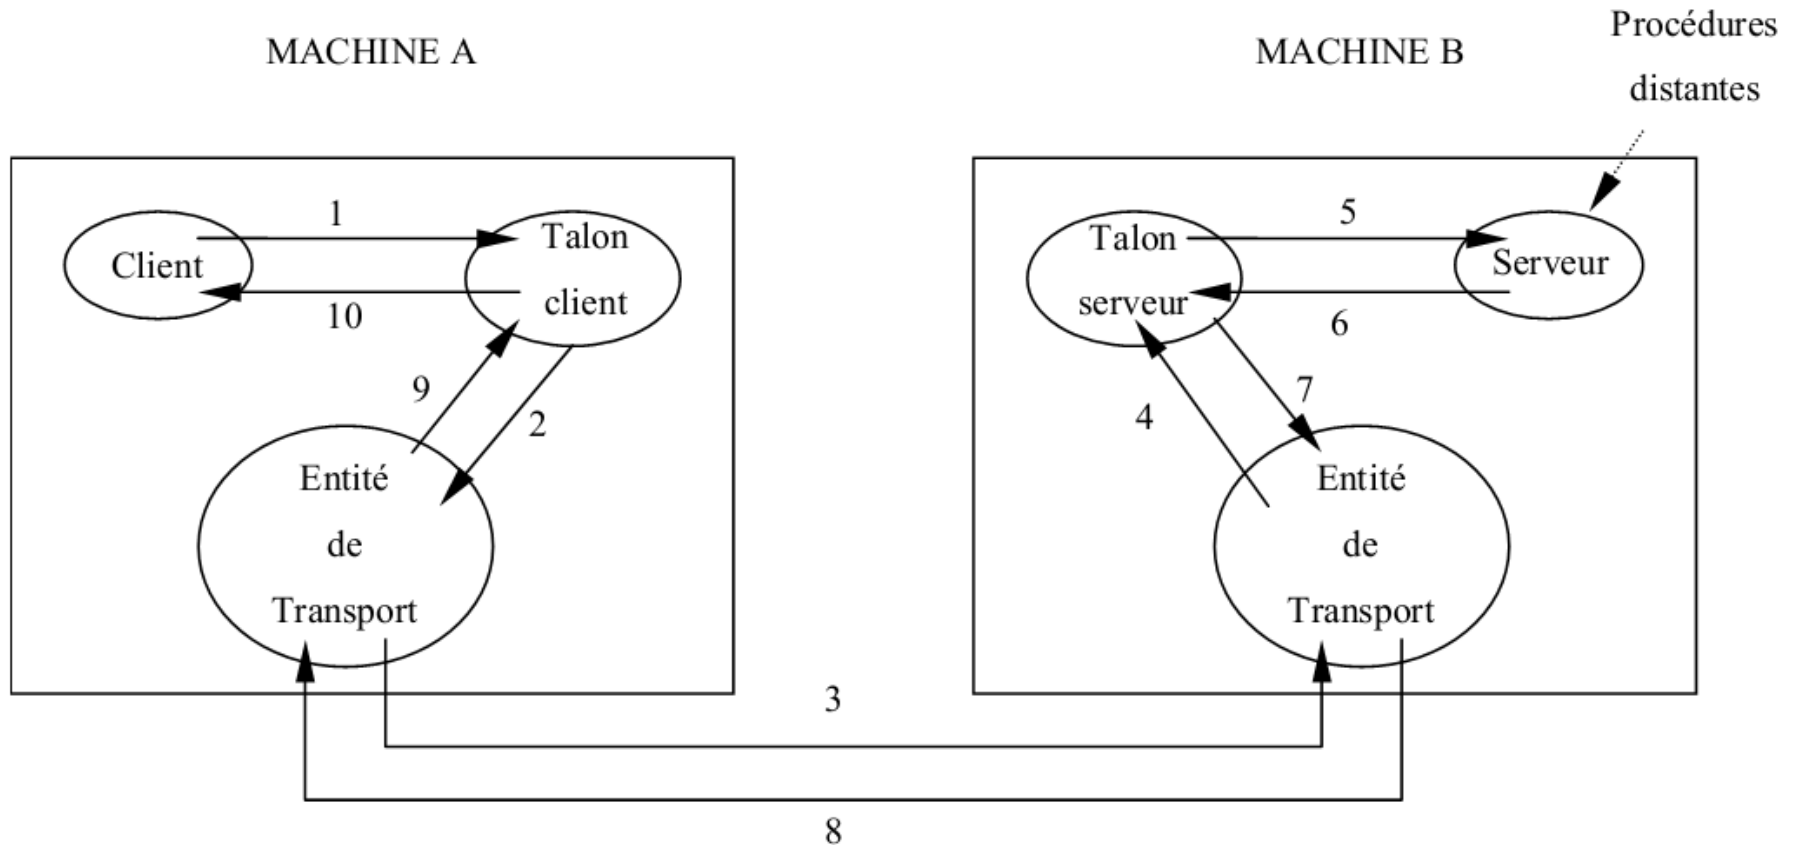 Procédures
distantes
MACHINE A
MACHINE B
1
Client
Talon
client
10
9
2
Entité
de
Transport
5
Talon
serveur
Serveur
6
4
7
Entité
de
Transport
3
8